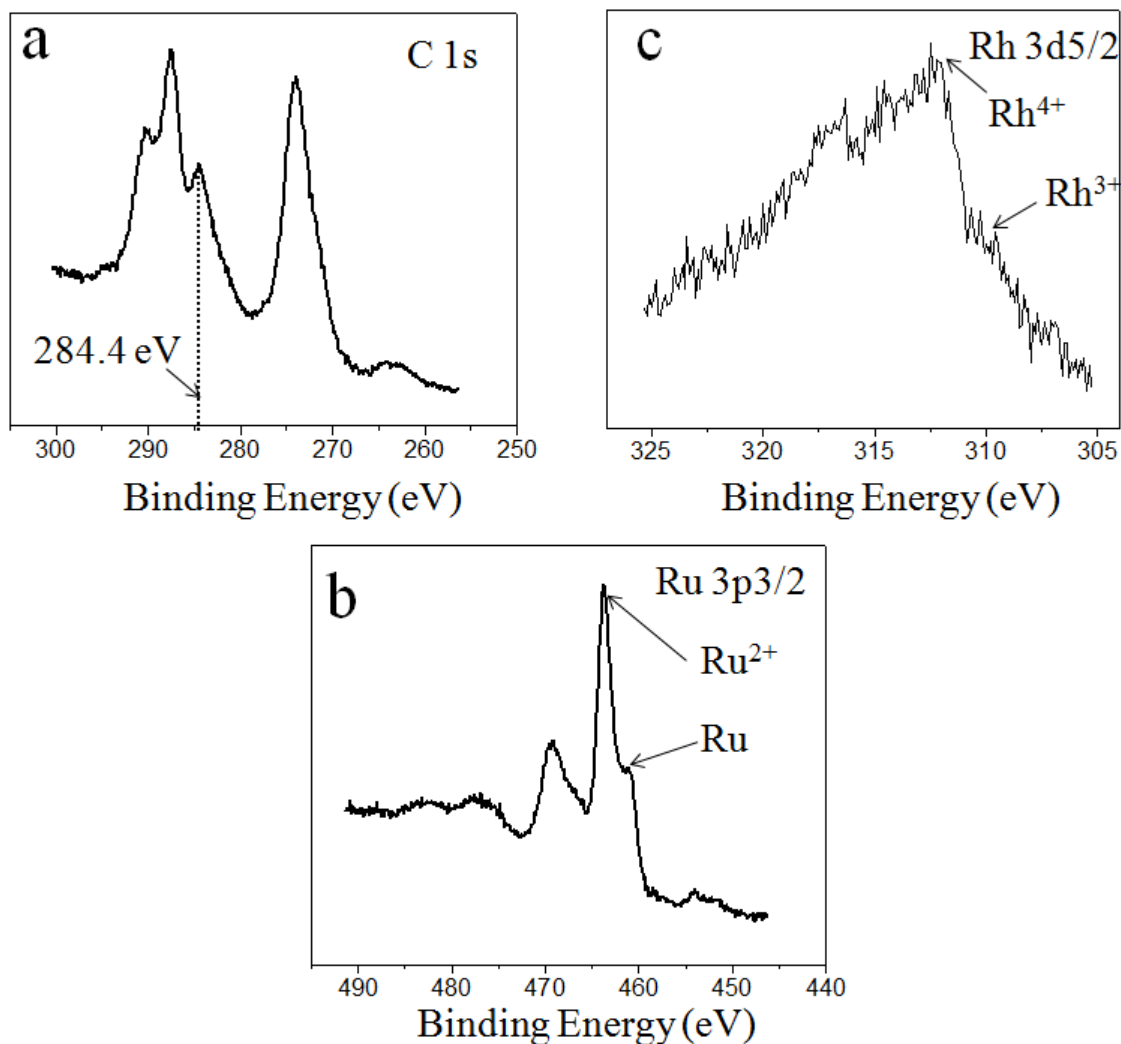 a
C 1s
284.4 eV
300 290 280 270 260 250
Binding Energy (eV)
c
Rh 3d5/2
Rh⁴⁺
Rh³⁺
325 320 315 310 305
Binding Energy (eV)
b
Ru 3p3/2
Ru²⁺
Ru
490 480 470 460 450 440
Binding Energy (eV)